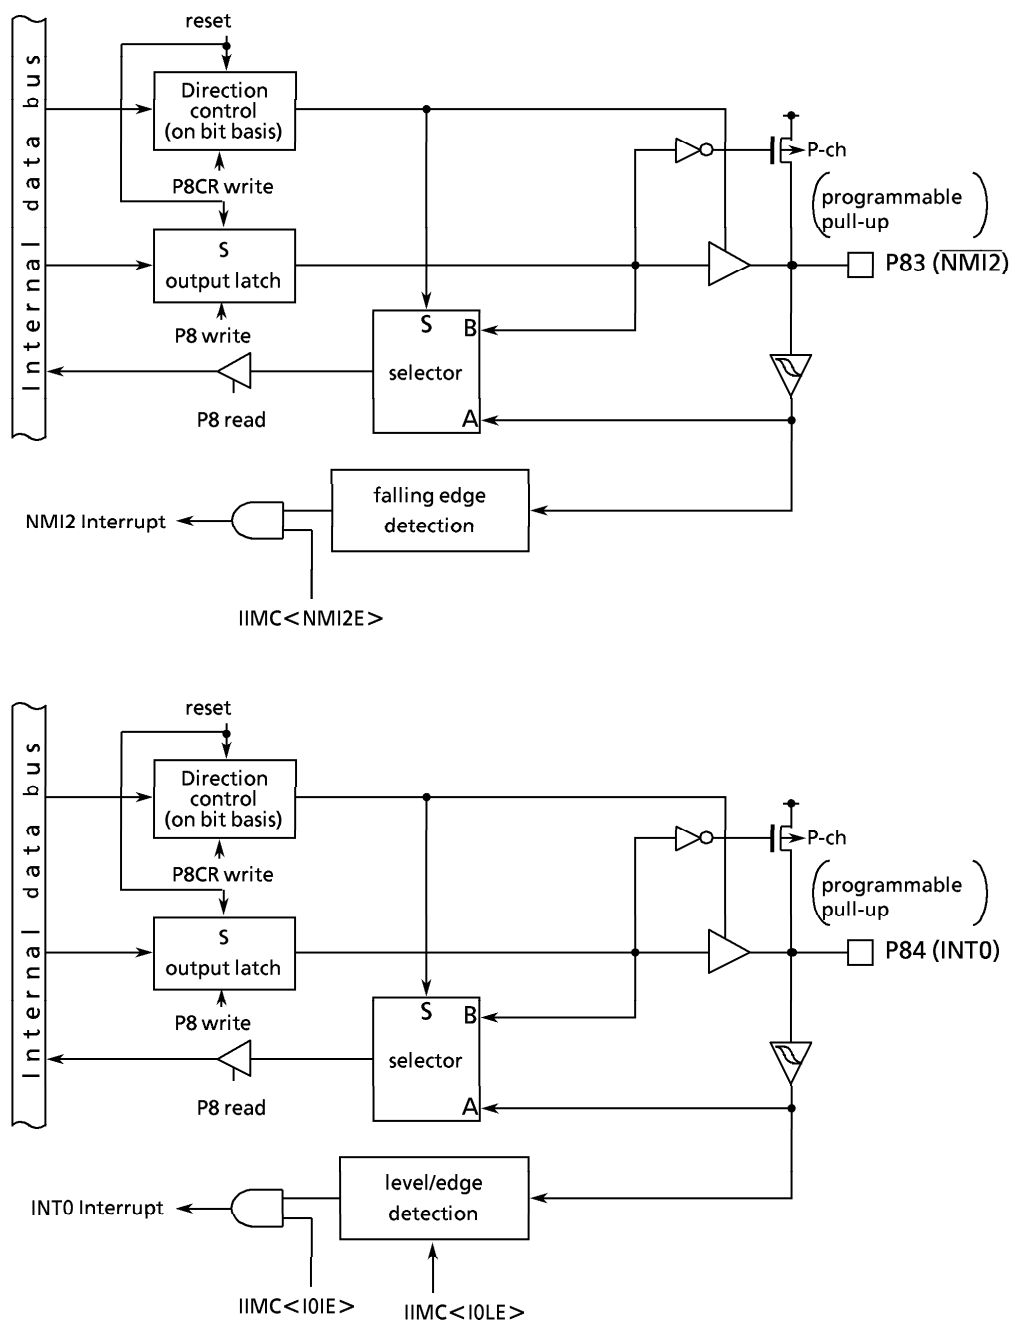 reset
Internal data bus
Direction
control
(on bit basis)
P-ch
P8CR write
programmable
pull-up
S
output latch
P83 (NMI2)
P8 write
S
B
selector
P8 read
A
falling edge
detection
NMI2 Interrupt
IIMC<NMI2E>
reset
Internal data bus
Direction
control
(on bit basis)
P-ch
P8CR write
programmable
pull-up
S
output latch
P84 (INT0)
P8 write
S
B
selector
P8 read
A
level/edge
detection
INT0 Interrupt
IIMC<I0IE>
IIMC<I0LE>